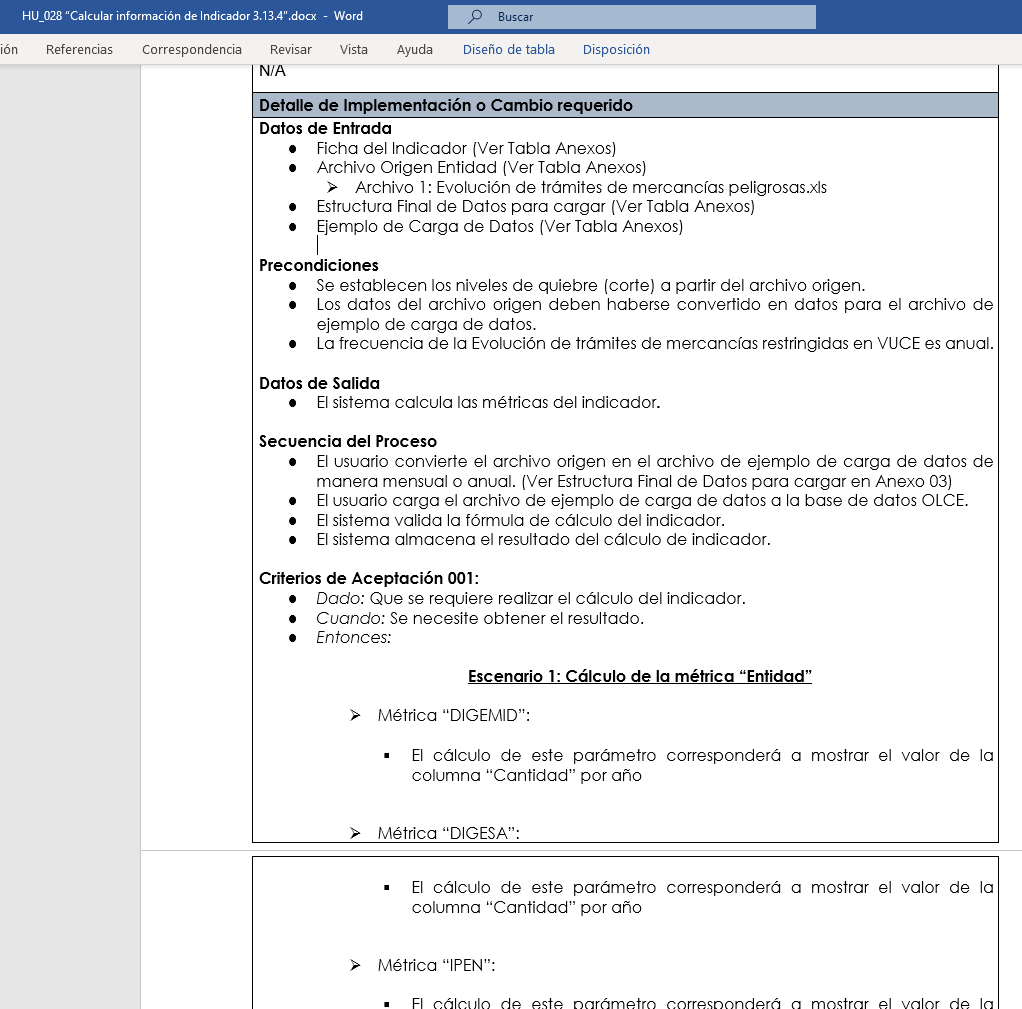 HU_028 "Calcular información de Indicador 3.13.4".docx - Word
Buscar
ión Referencias Correspondencia Revisar Vista Ayuda Diseño de tabla Disposición
N/A
Detalle de Implementación o Cambio requerido
Datos de Entrada
● Ficha del Indicador (Ver Tabla Anexos)
● Archivo Origen Entidad (Ver Tabla Anexos)
➢ Archivo 1: Evolución de trámites de mercancías peligrosas.xls
● Estructura Final de Datos para cargar (Ver Tabla Anexos)
● Ejemplo de Carga de Datos (Ver Tabla Anexos)
Precondiciones
● Se establecen los niveles de quiebre (corte) a partir del archivo origen.
● Los datos del archivo origen deben haberse convertido en datos para el archivo de
ejemplo de carga de datos.
● La frecuencia de la Evolución de trámites de mercancías restringidas en VUCE es anual.
Datos de Salida
● El sistema calcula las métricas del indicador.
Secuencia del Proceso
● El usuario convierte el archivo origen en el archivo de ejemplo de carga de datos de
manera mensual o anual. (Ver Estructura Final de Datos para cargar en Anexo 03)
● El usuario carga el archivo de ejemplo de carga de datos a la base de datos OLCE.
● El sistema valida la fórmula de cálculo del indicador.
● El sistema almacena el resultado del cálculo de indicador.
Criterios de Aceptación 001:
● Dado: Que se requiere realizar el cálculo del indicador.
● Cuando: Se necesite obtener el resultado.
● Entonces:
Escenario 1: Cálculo de la métrica “Entidad”
➢ Métrica “DIGEMID”:
▪ El cálculo de este parámetro corresponderá a mostrar el valor de la
columna “Cantidad” por año
➢ Métrica “DIGESA”:
▪ El cálculo de este parámetro corresponderá a mostrar el valor de la
columna “Cantidad” por año
➢ Métrica “IPEN”:
▪ El cálculo de este parámetro corresponderá a mostrar el valor de la